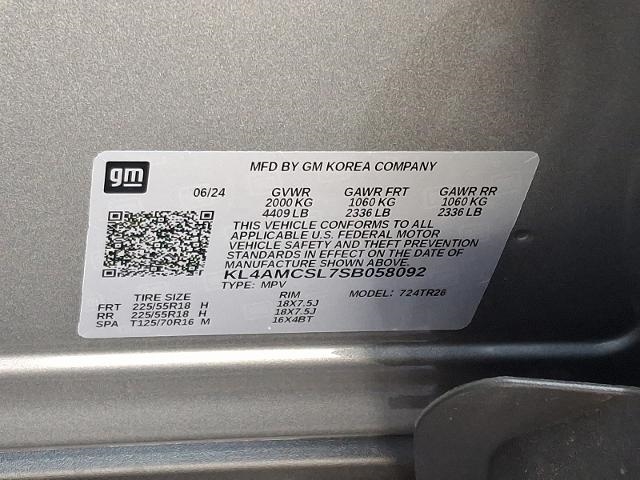 gm
MFD BY GM KOREA COMPANY
06/24 GVWR GAWR FRT GAWR RR
2000 KG 1060 KG 1060 KG
4409 LB 2336 LB 2336 LB
THIS VEHICLE CONFORMS TO ALL
APPLICABLE U.S. FEDERAL MOTOR
VEHICLE SAFETY AND THEFT PREVENTION
STANDARDS IN EFFECT ON THE DATE OF
MANUFACTURE SHOWN ABOVE.
KL4AMCSL7SB058092
TYPE: MPV
TIRE SIZE RIM MODEL: 724TR26
FRT 225/55R18 H 18X7.5J
RR 225/55R18 H 18X7.5J
SPA T125/70R16 M 16X4BT